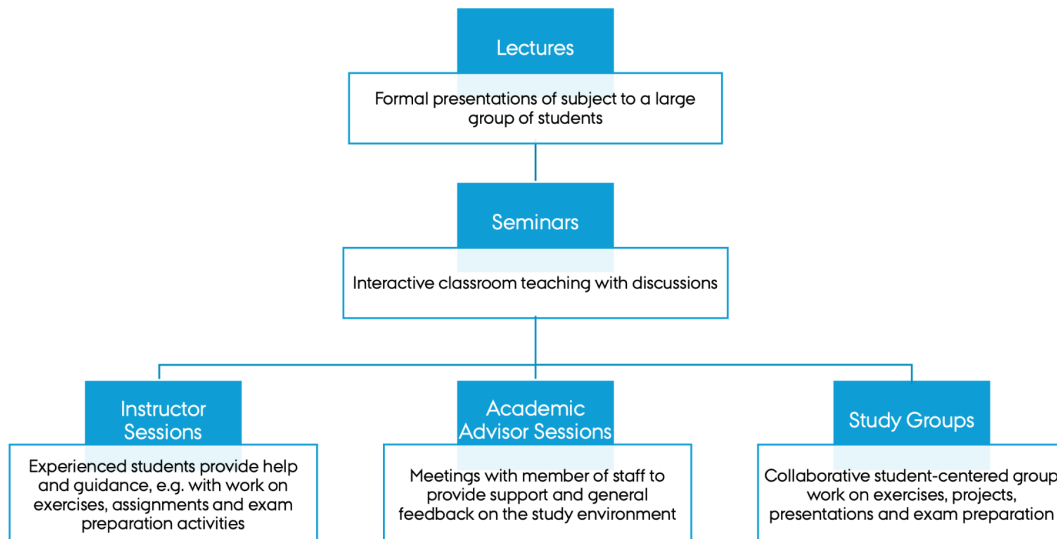 Lectures
Formal presentations of subject to a large
group of students
Seminars
Interactive classroom teaching with discussions
Instructor
Sessions
Experienced students provide help
and guidance, e.g. with work on
exercises, assignments and exam
preparation activities
Academic
Advisor Sessions
Meetings with member of staff to
provide support and general
feedback on the study environment
Study Groups
Collaborative student-centered group
work on exercises, projects,
presentations and exam preparation